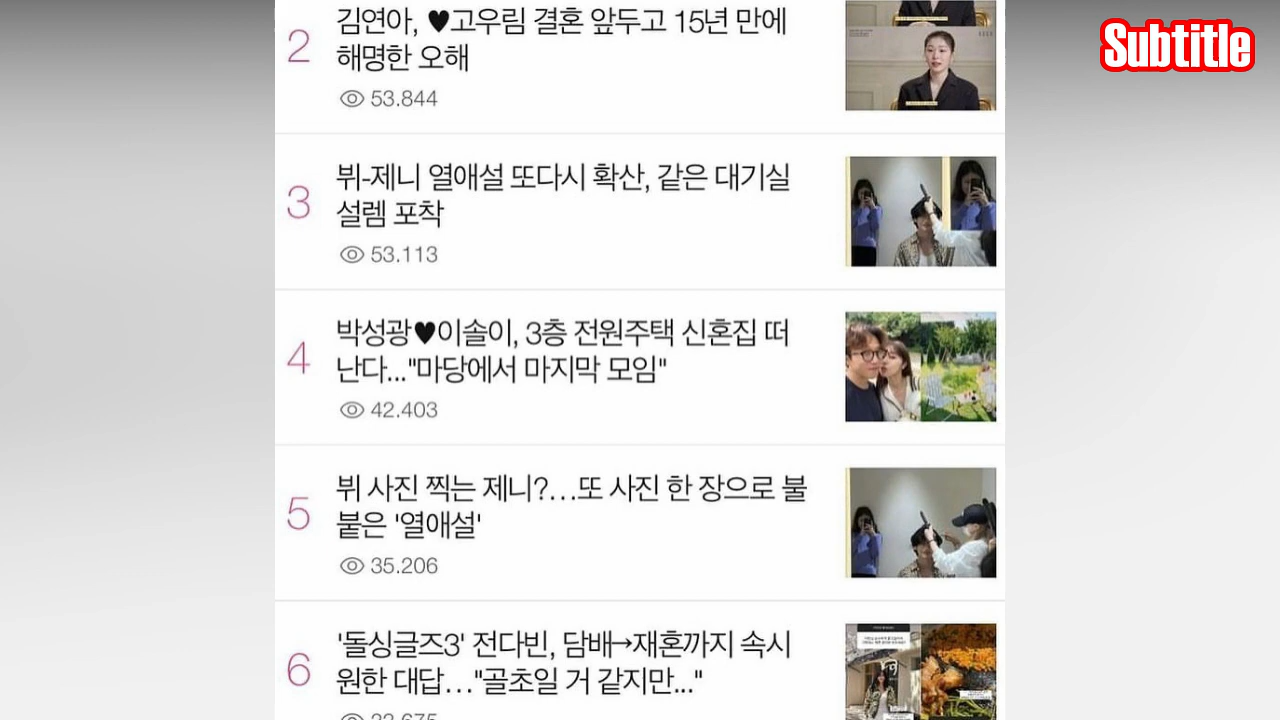 Subtitle
2
김연아, ♥고우림 결혼 앞두고 15년 만에
해명한 오해
53.844
3
뷔-제니 열애설 또다시 확산, 같은 대기실
설렘 포착
53.113
4
박성광♥이솔이, 3층 전원주택 신혼집 떠
난다..."마당에서 마지막 모임"
42.403
5
뷔 사진 찍는 제니?...또 사진 한 장으로 불
붙은 '열애설'
35.206
6
'돌싱글즈3' 전다빈, 담배→재혼까지 속시
원한 대답..."골초일 거 같지만..."